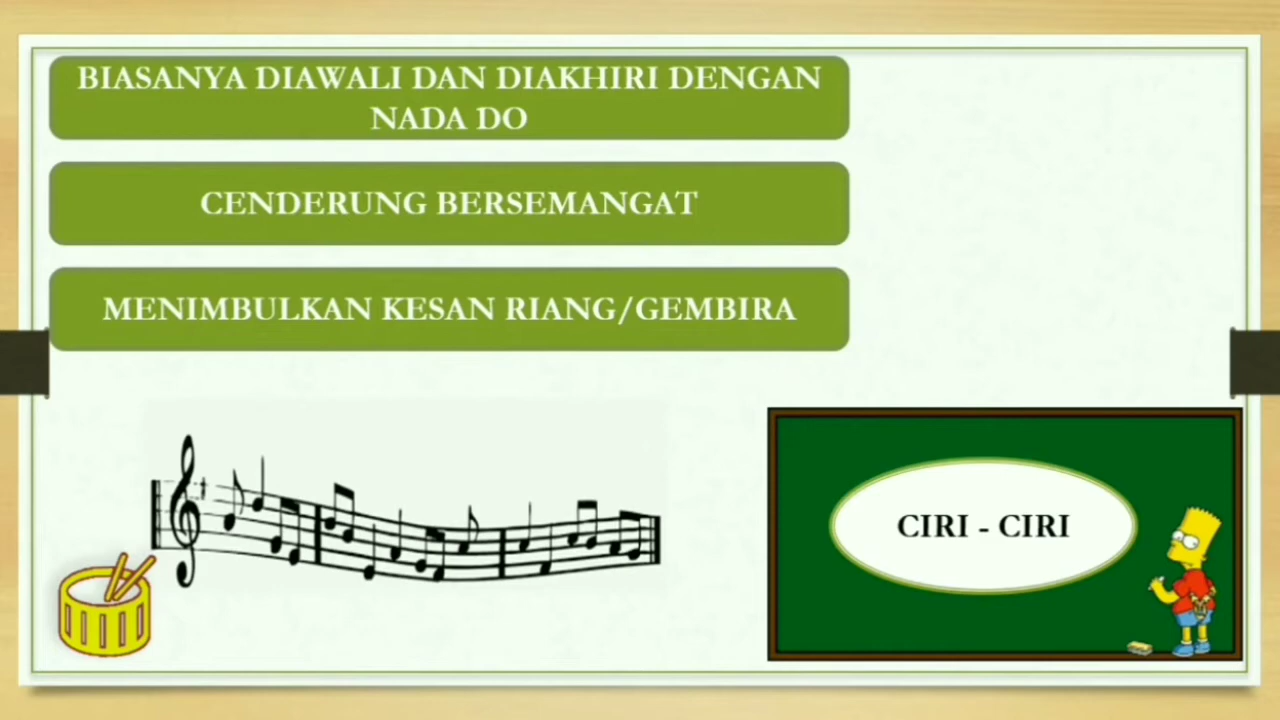 BIASANYA DIAWALI DAN DIAKHIRI DENGAN
NADA DO
CENDERUNG BERSEMANGAT
MENIMBULKAN KESAN RIANG/GEMBIRA
CIRI - CIRI